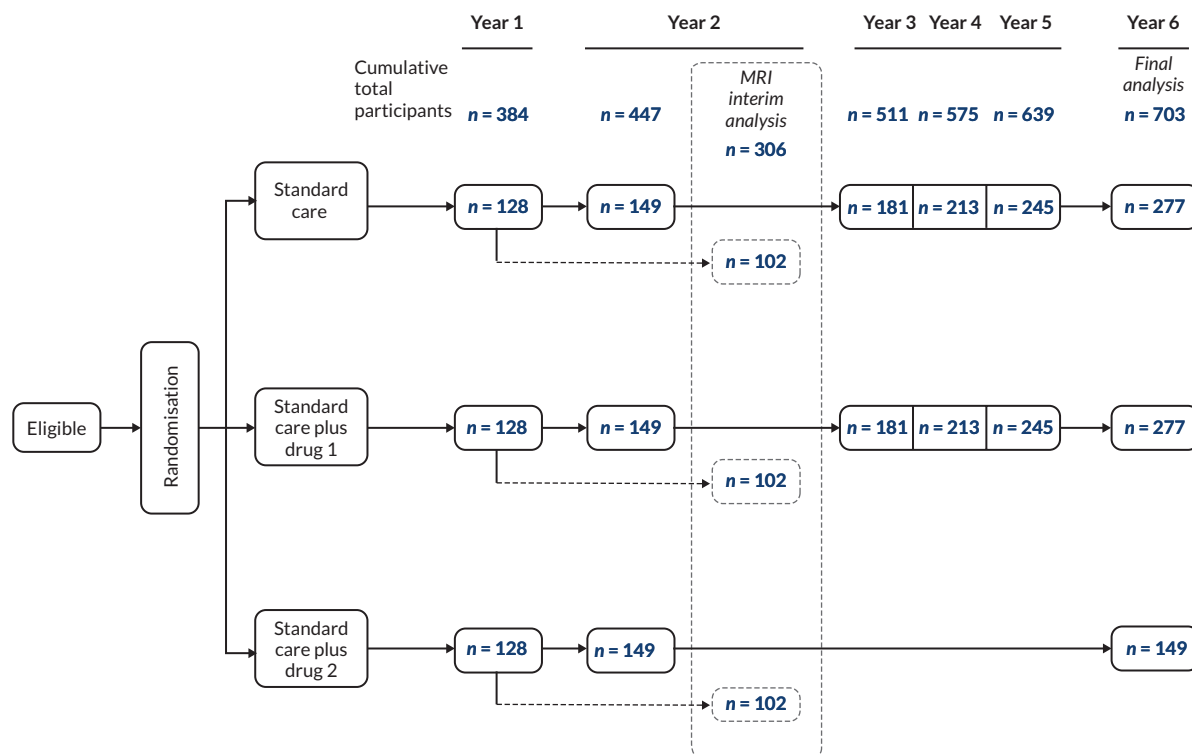 Year 1
Year 2
Year 3 Year 4 Year 5
Year 6
Cumulative
total
participants
n = 384
n = 447
MRI
interim
analysis
n = 306
n = 511 n = 575 n = 639
Final
analysis
n = 703
Standard
care
n = 128
n = 149
n = 181 n = 213 n = 245
n = 277
n = 102
Eligible
Randomisation
Standard
care plus
drug 1
n = 128
n = 149
n = 181 n = 213 n = 245
n = 277
n = 102
Standard
care plus
drug 2
n = 128
n = 149
n = 149
n = 102